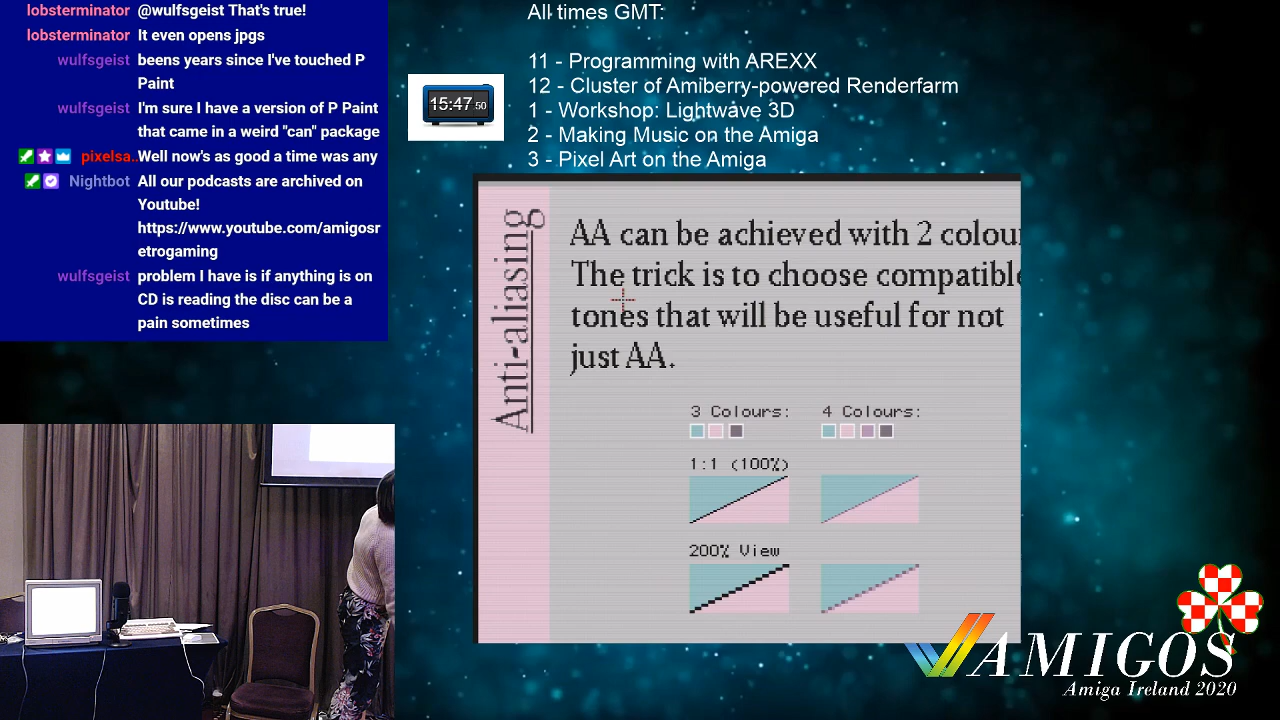 lobsterminator @wulfsgeist That's true!
lobsterminator It even opens jpgs
wulfsgeist beens years since I've touched P
Paint
wulfsgeist I'm sure I have a version of P Paint
that came in a weird "can" package
pixelsa.. Well now's as good a time was any
Nightbot All our podcasts are archived on
Youtube!
https://www.youtube.com/amigosr
etrogaming
wulfsgeist problem I have is if anything is on
CD is reading the disc can be a
pain sometimes
15:47.50
All times GMT:
11 - Programming with AREXX
12 - Cluster of Amiberry-powered Renderfarm
1 - Workshop: Lightwave 3D
2 - Making Music on the Amiga
3 - Pixel Art on the Amiga
Anti-aliasing
AA can be achieved with 2 colou
The trick is to choose compatible
tones that will be useful for not
just AA.
3 Colours: 4 Colours:
1:1 (100%)
200% View
AMIGOS
Amiga Ireland 2020